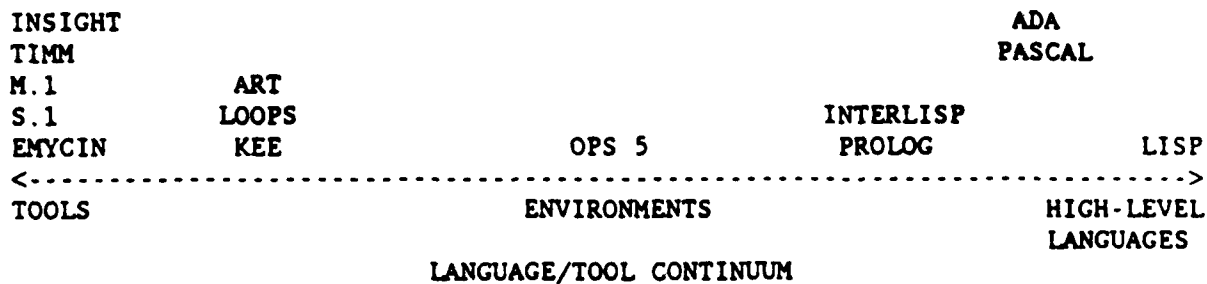 INSIGHT ADA
TIMM PASCAL
M.1 ART
S.1 LOOPS INTERLISP
EMYCIN KEE OPS 5 PROLOG LISP
<-------------------------------------------------------------------------->
TOOLS ENVIRONMENTS HIGH-LEVEL
LANGUAGES
LANGUAGE/TOOL CONTINUUM